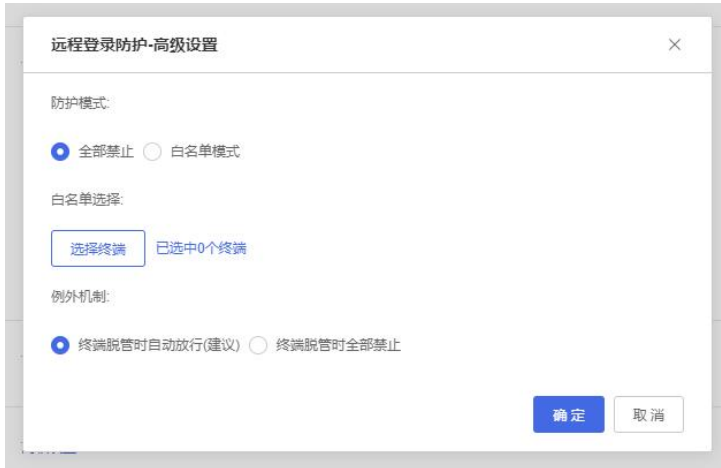 远程登录防护-高级设置
防护模式:
全部禁止 白名单模式
白名单选择:
选择终端 已选中0个终端
例外机制:
终端脱管时自动放行(建议) 终端脱管时全部禁止
确定 取消